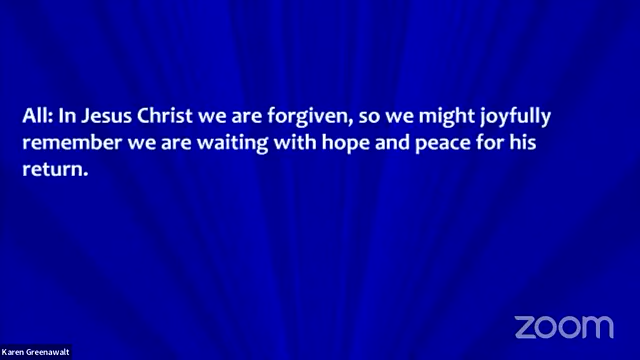 All: In Jesus Christ we are forgiven, so we might joyfully
remember we are waiting with hope and peace for his
return.
zoom
Karen Greenawalt